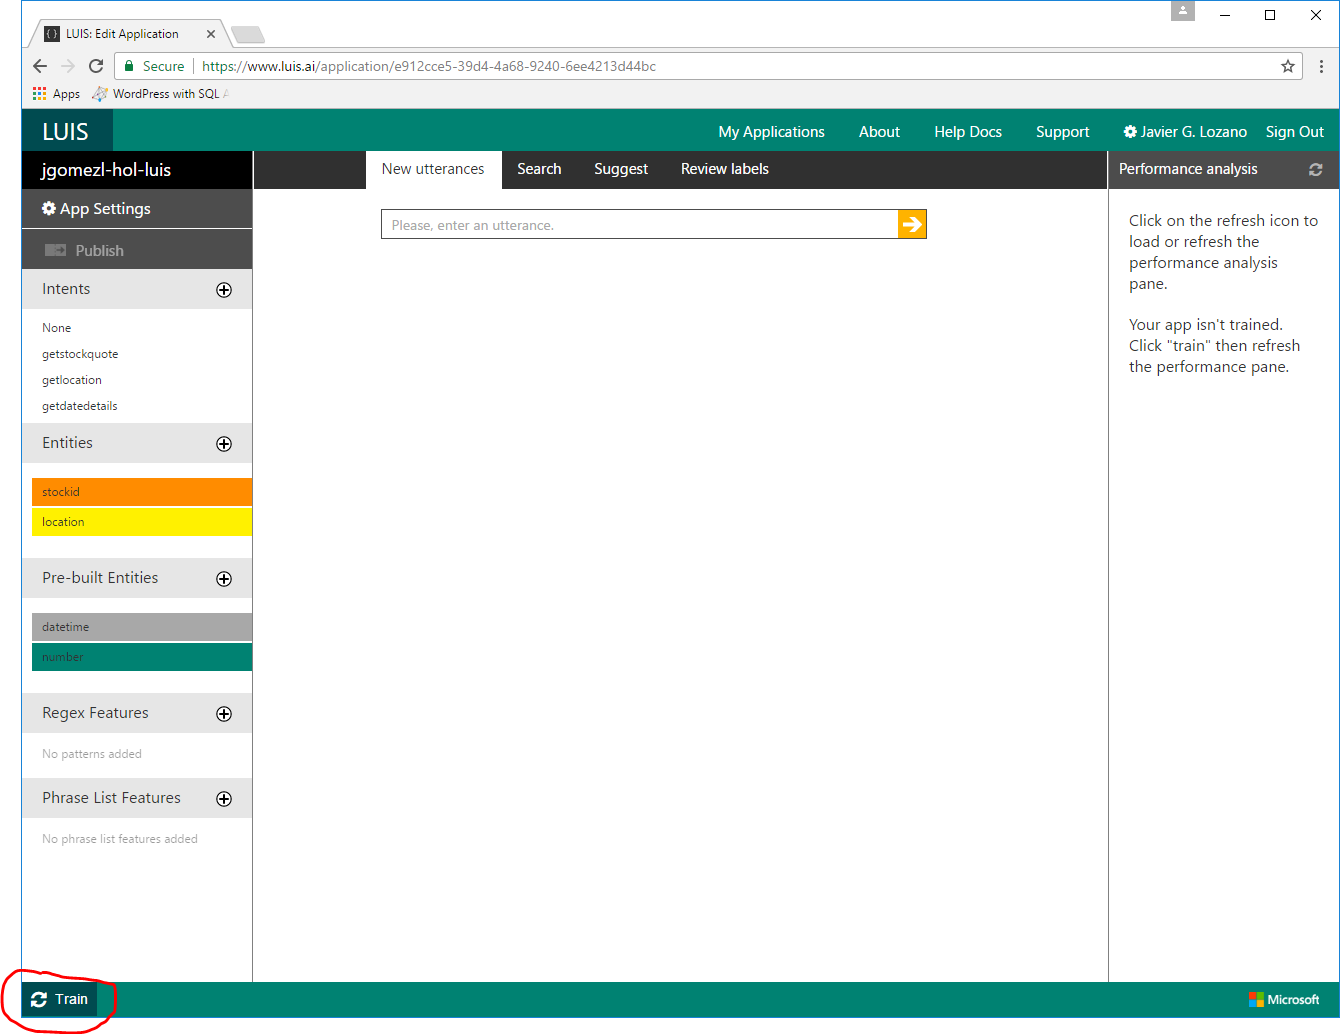 LUIS: Edit Application
Secure
https://www.luis.ai/application/e912cce5-39d4-4a68-9240-6ee4213d44bc
Apps
WordPress with SQL A
LUIS
My Applications
About
Help Docs
Support
Javier G. Lozano
Sign Out
jgomezl-hol-luis
New utterances
Search
Suggest
Review labels
Performance analysis
App Settings
Publish
Intents
None
getstockquote
getlocation
getdatedetails
Entities
stockid
location
Pre-built Entities
datetime
number
Regex Features
No patterns added
Phrase List Features
No phrase list features added
Please, enter an utterance.
Click on the refresh icon to
load or refresh the
performance analysis
pane.
Your app isn't trained.
Click "train" then refresh
the performance pane.
Train
Microsoft